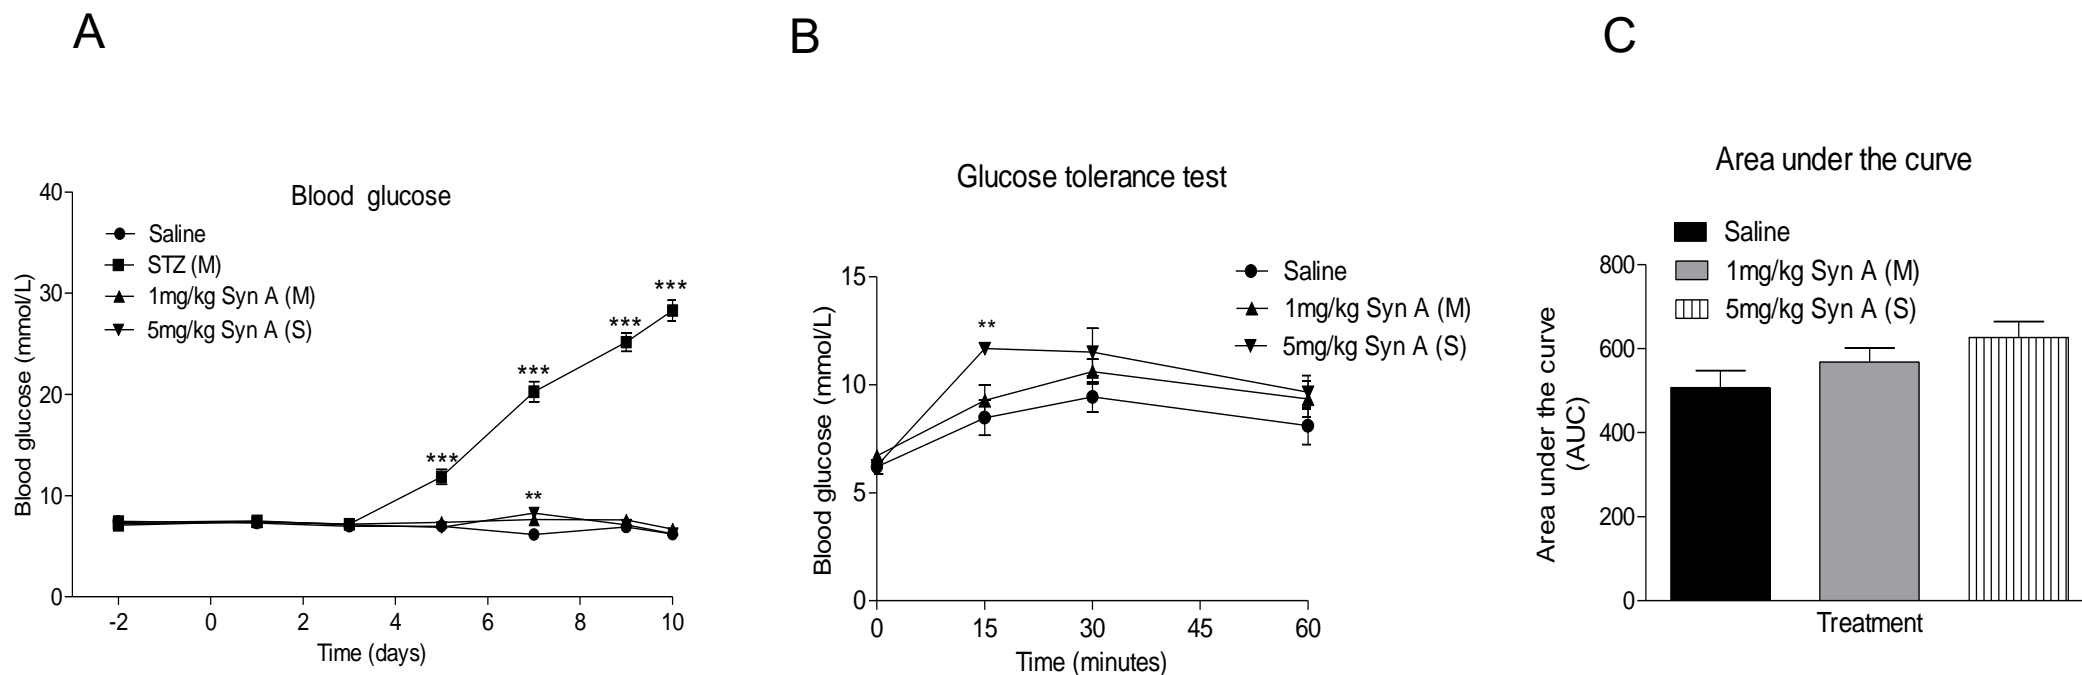 A
Blood glucose
Saline
STZ (M)
1mg/kg Syn A (M)
5mg/kg Syn A (S)
Blood glucose (mmol/L)
40
30
20
10
0
***
***
***
***
**
-2 0 2 4 6 8 10
Time (days)
B
Glucose tolerance test
Saline
1mg/kg Syn A (M)
5mg/kg Syn A (S)
Blood glucose (mmol/L)
15
10
5
0
**
0 15 30 45 60
Time (minutes)
C
Area under the curve
Saline
1mg/kg Syn A (M)
5mg/kg Syn A (S)
Area under the curve
(AUC)
800
600
400
200
0
Treatment